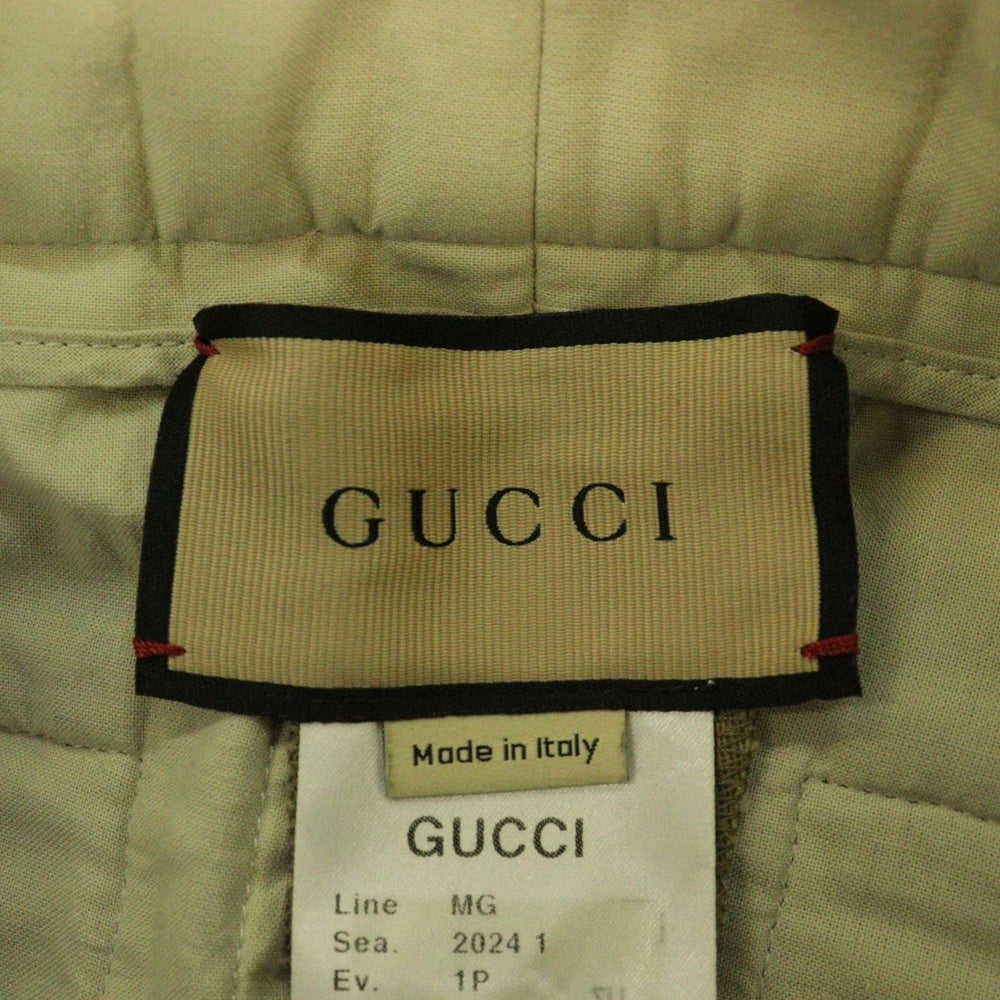 GUCCI
Made in Italy
GUCCI
Line MG
Sea. 2024 1
Ev. 1P